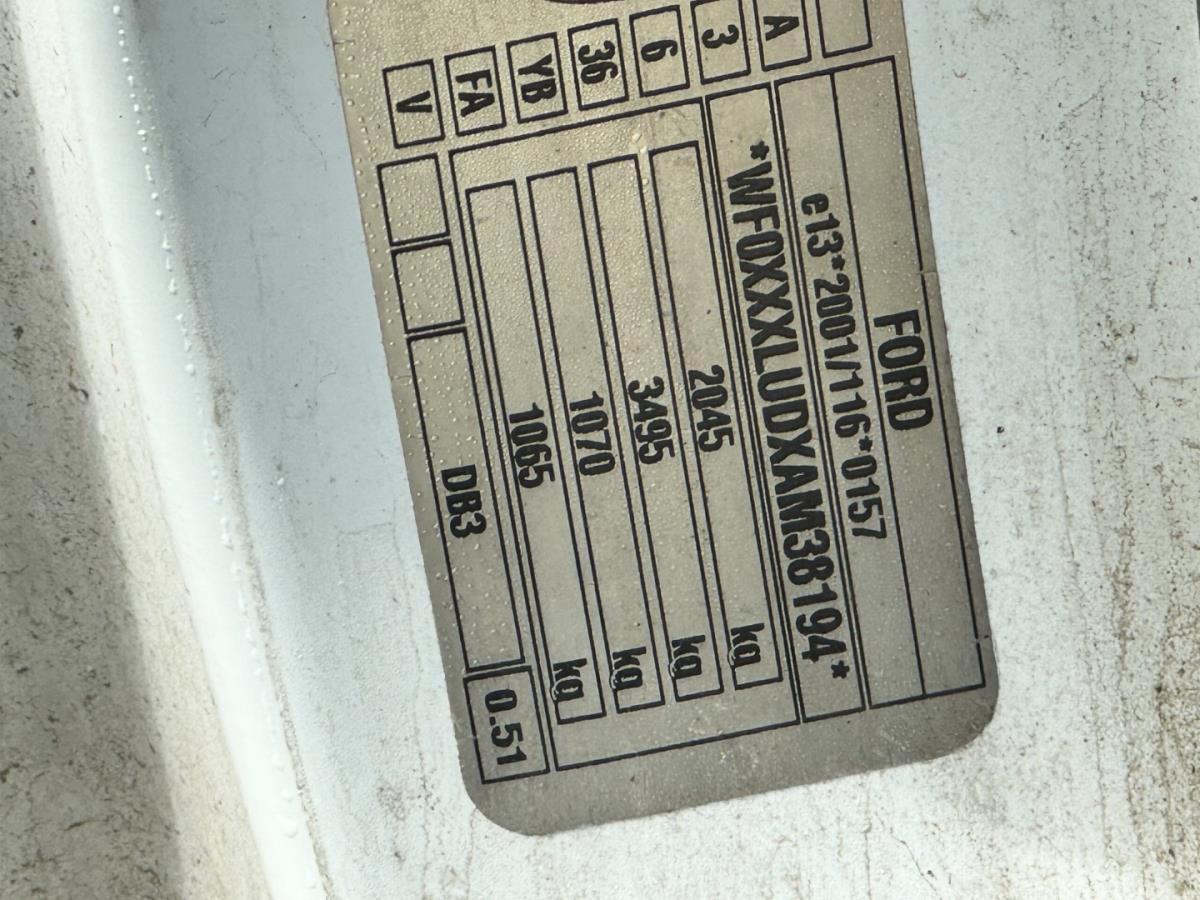 FORD
e13*2001/116*0157
*WF0XXXLUDXAM38194*
2045 kg
3495 kg
1070 kg
1065 kg
DB3 0.51
A
3
6
36
YB
FA
V